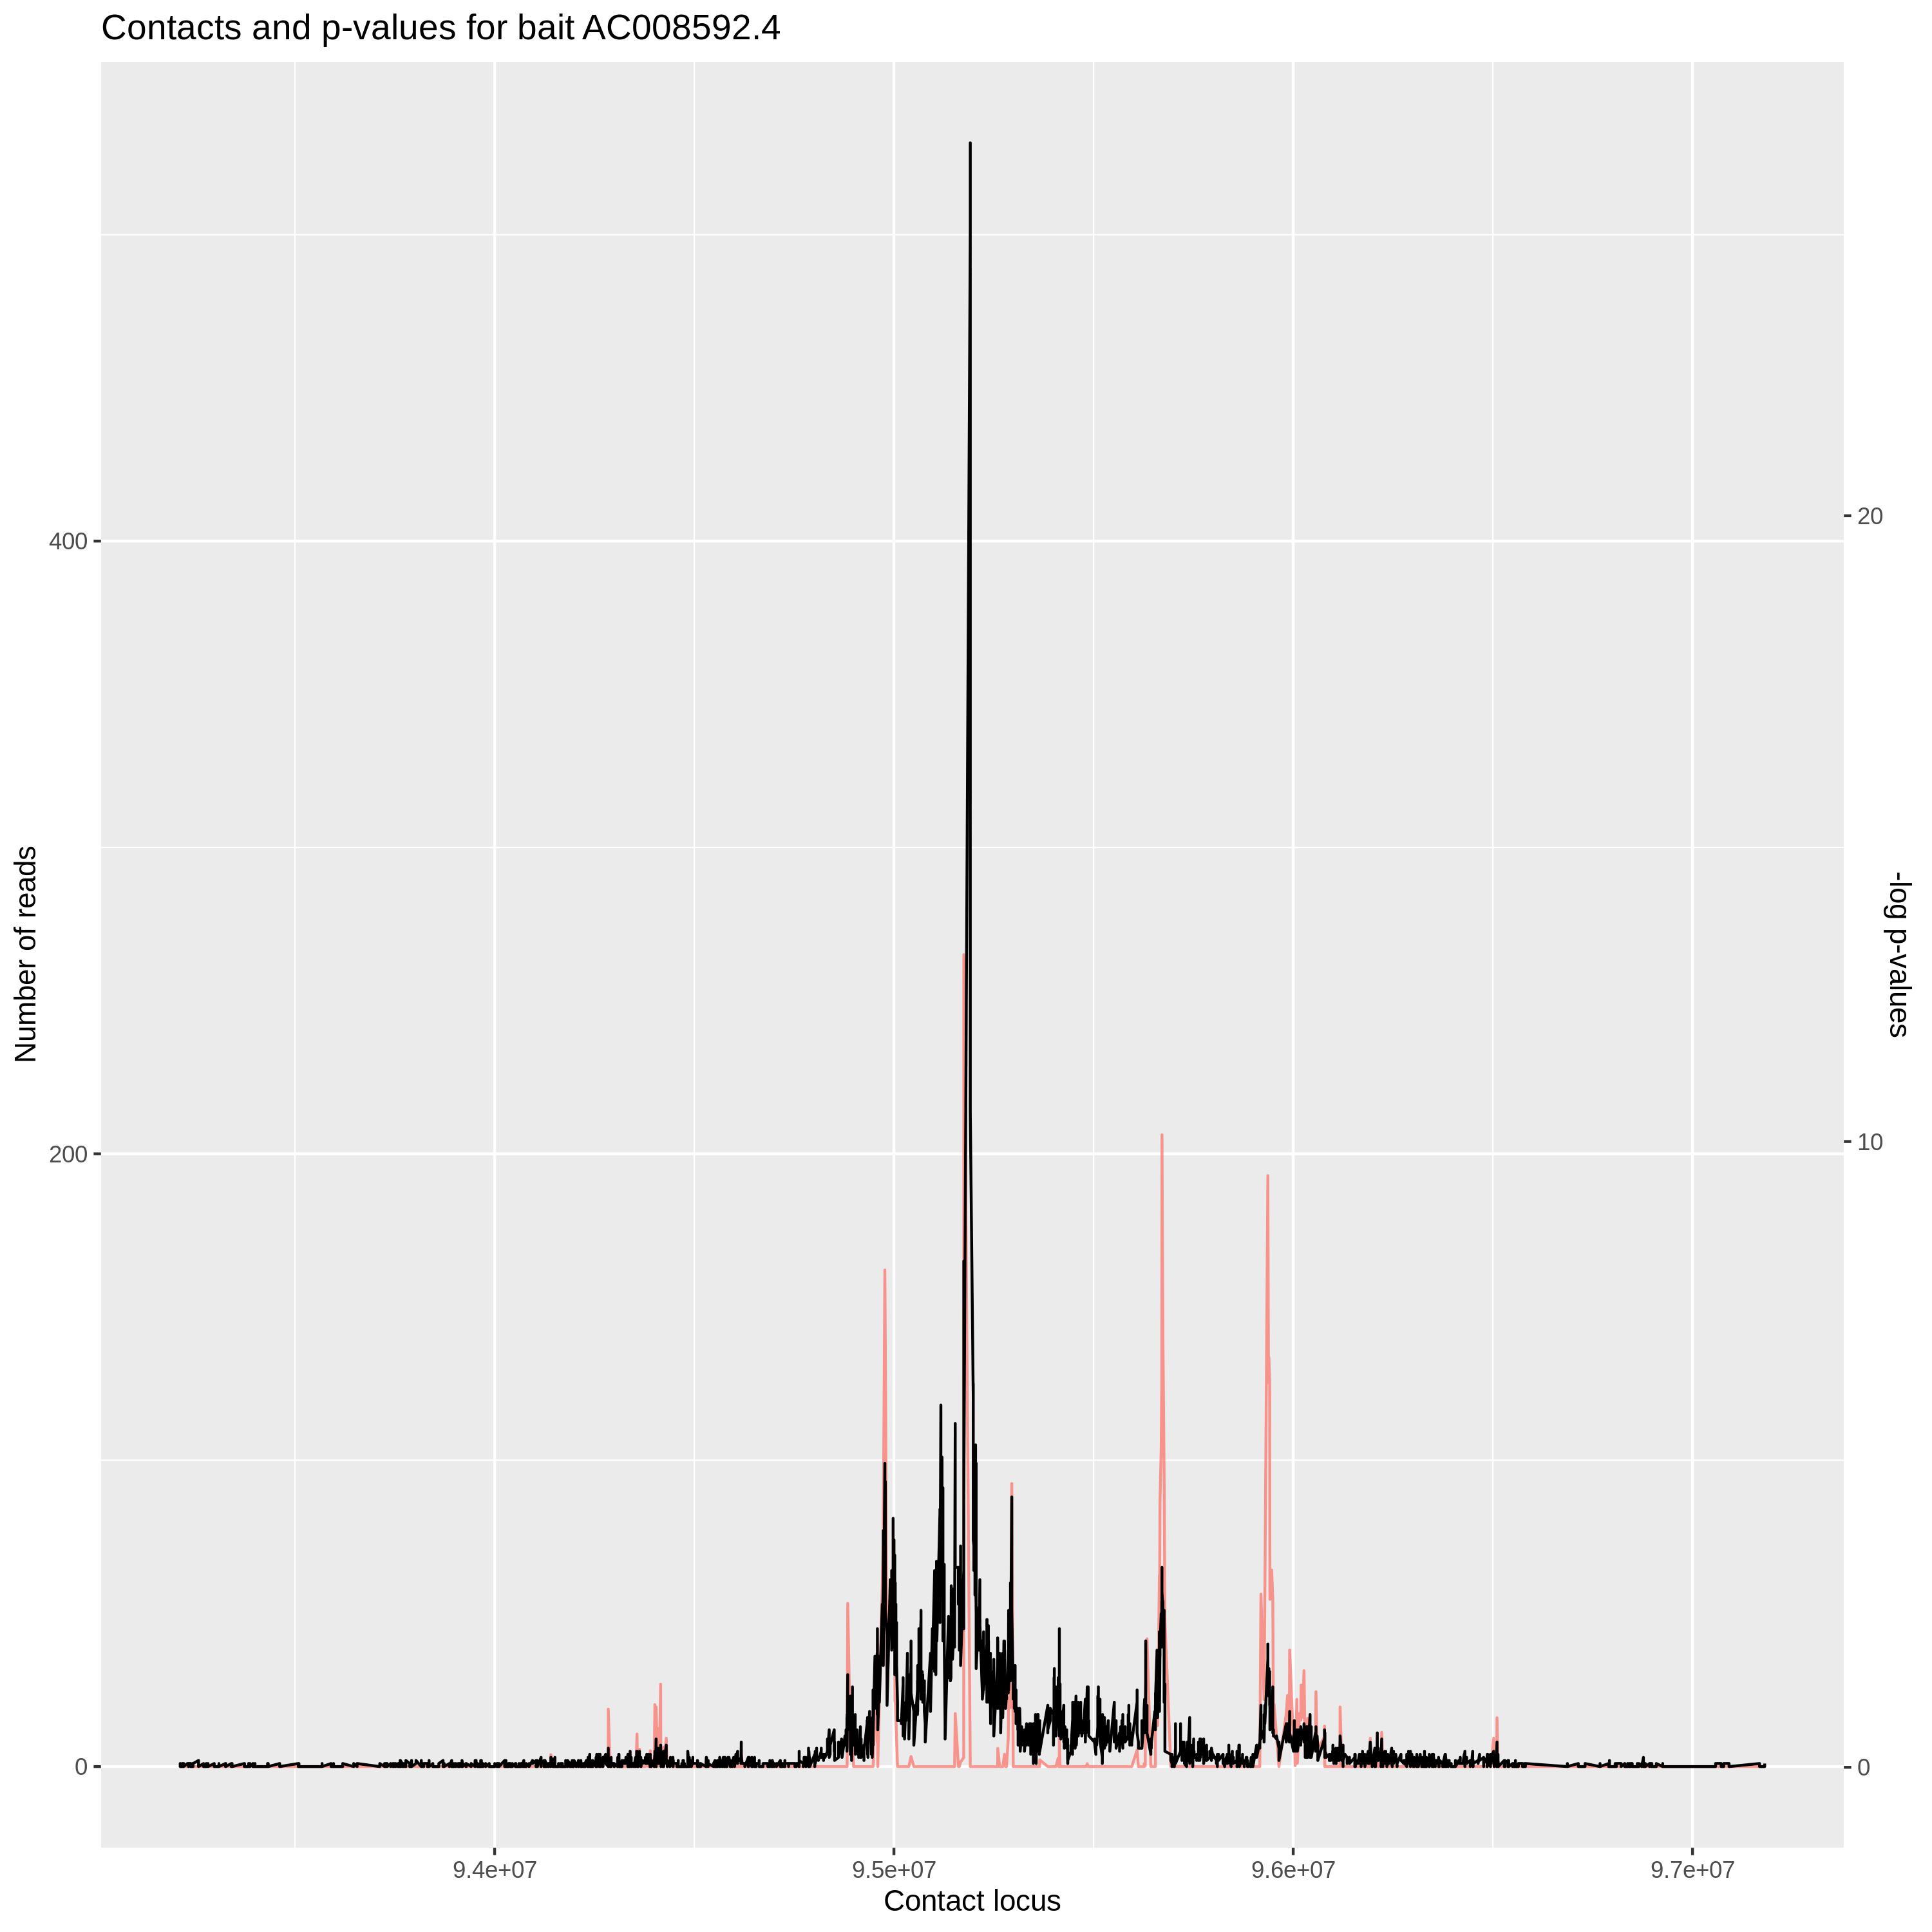 Contacts and p-values for bait AC008592.4
Number of reads
400
200
0
20
10
0
-log p-values
9.4e+07 9.5e+07 9.6e+07 9.7e+07
Contact locus